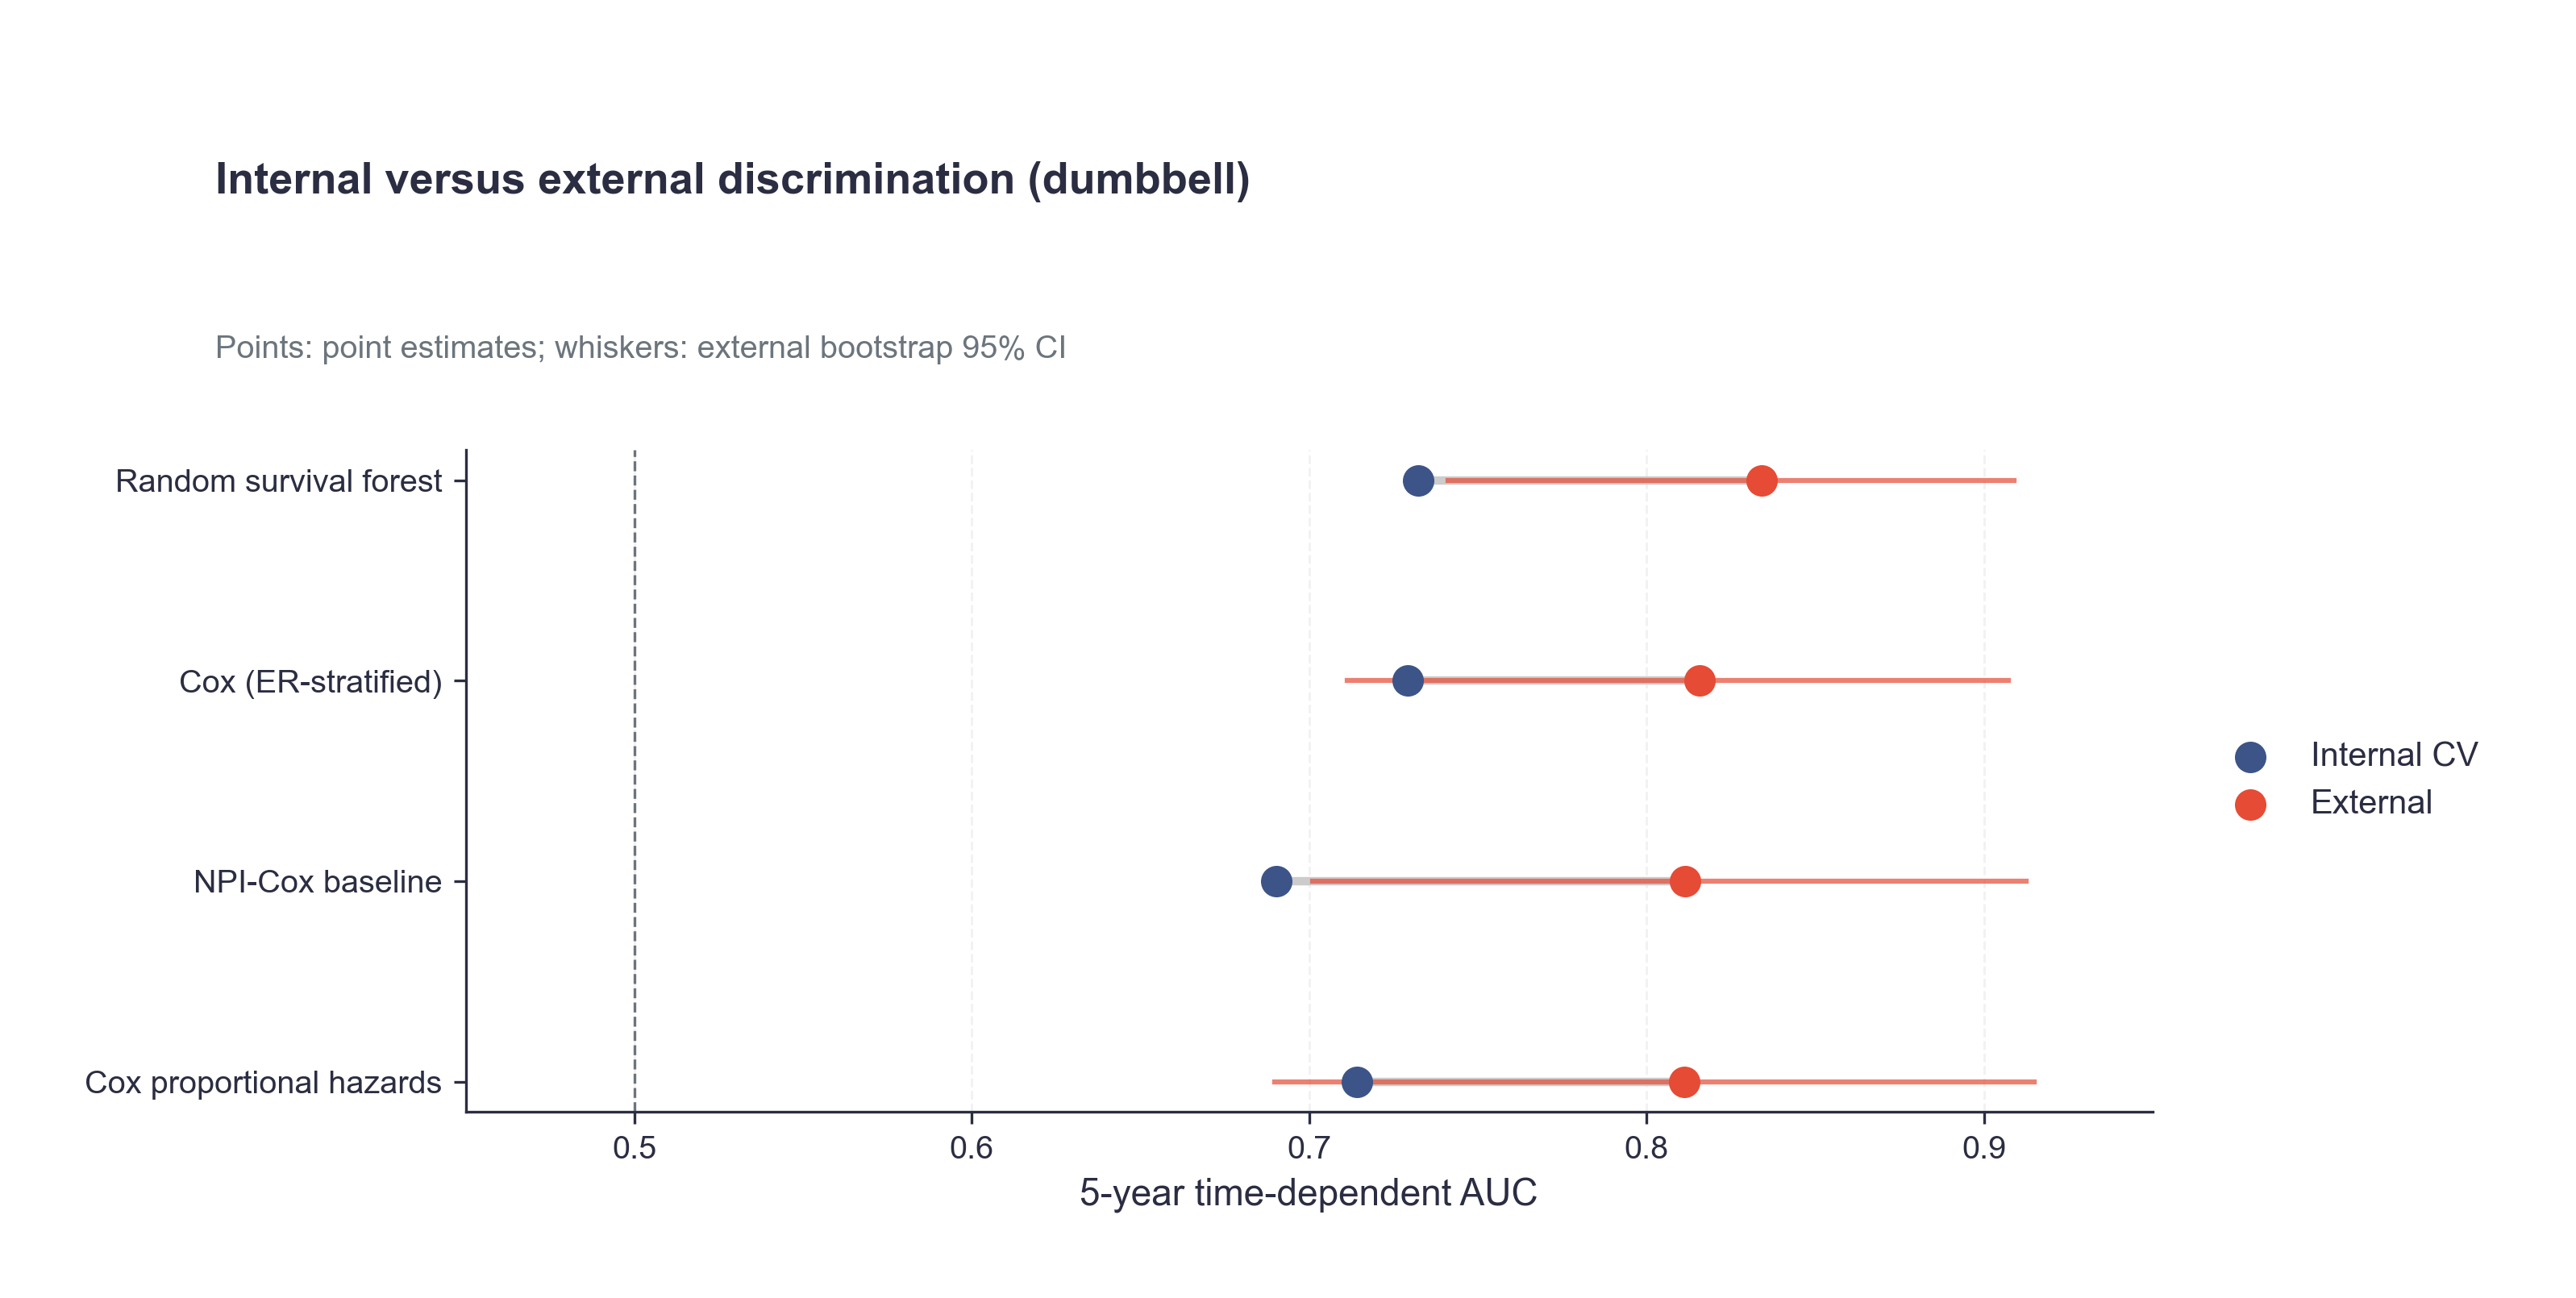 Internal versus external discrimination (dumbbell)
Points: point estimates; whiskers: external bootstrap 95% CI
Random survival forest
Cox (ER-stratified)
NPI-Cox baseline
Cox proportional hazards
Internal CV
External
0.5 0.6 0.7 0.8 0.9
5-year time-dependent AUC